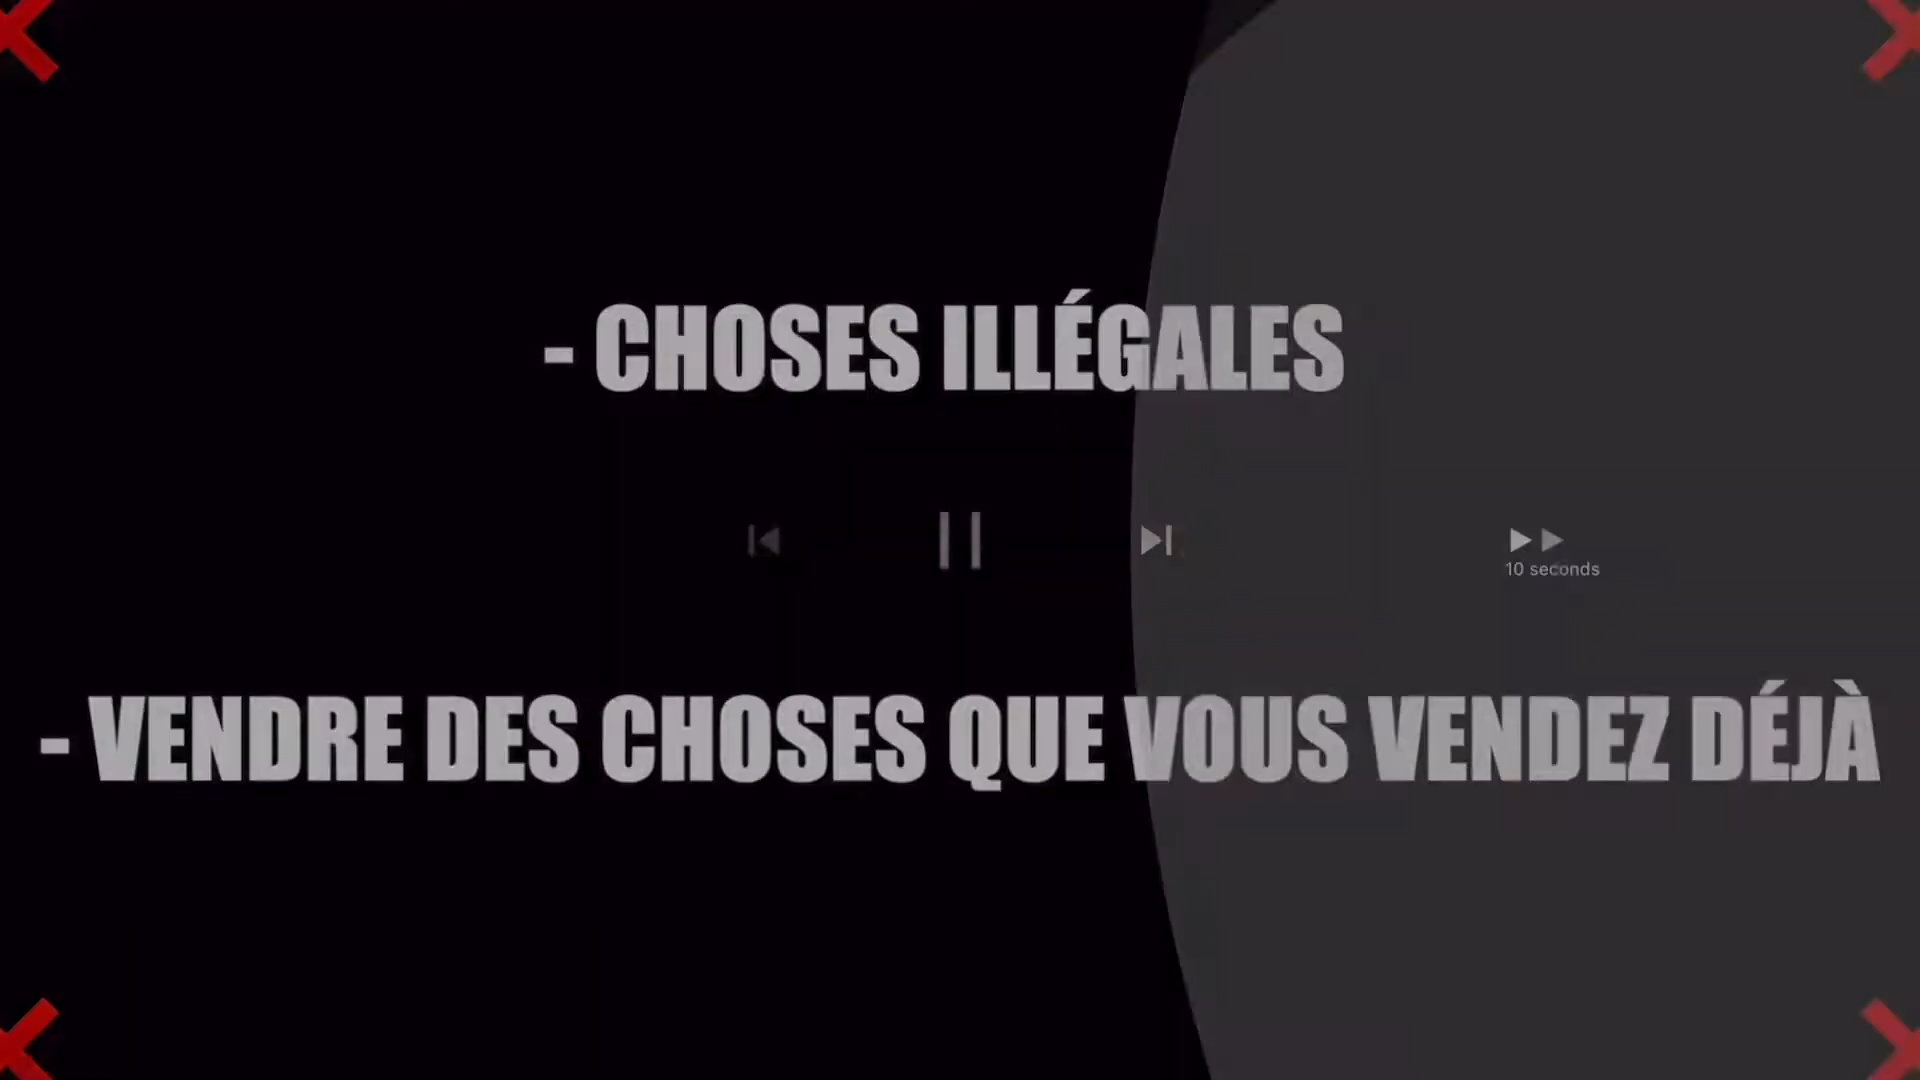 - CHOSES ILLÉGALES
10 seconds
- VENDRE DES CHOSES QUE VOUS VENDEZ DÉJÀ